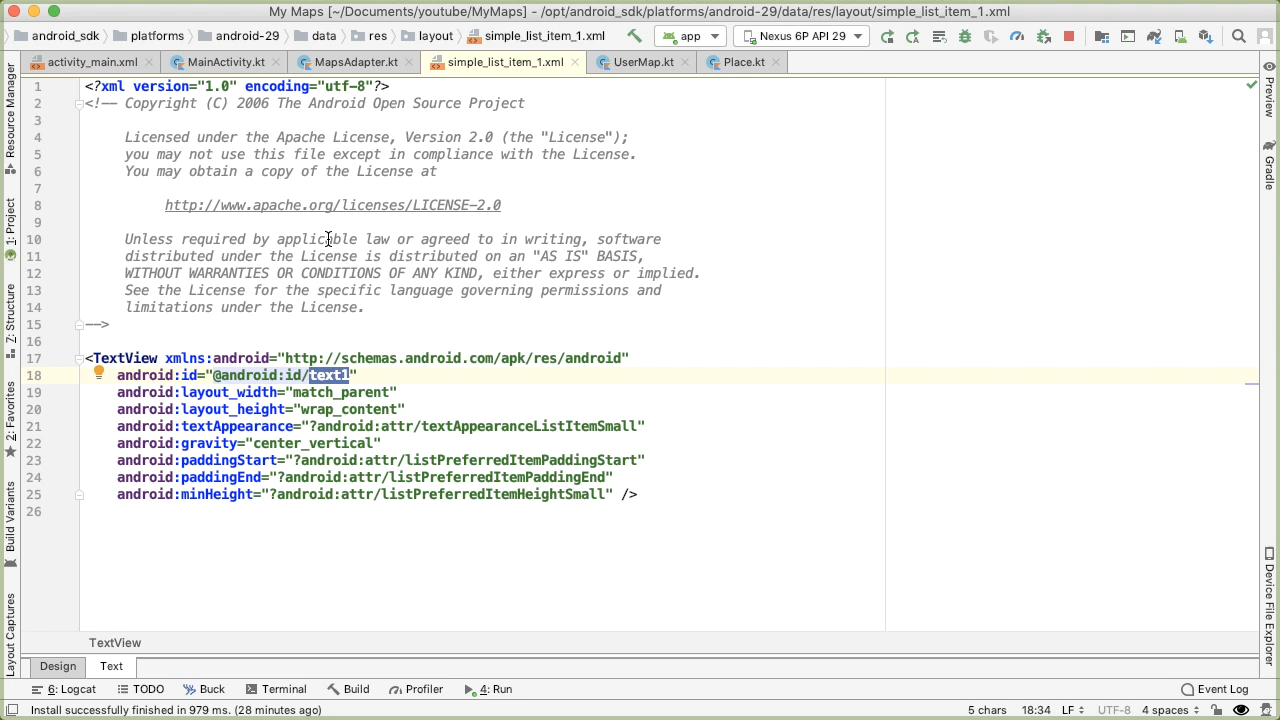 My Maps [~/Documents/youtube/MyMaps] - /opt/android_sdk/platforms/android-29/data/res/layout/simple_list_item_1.xml
android_sdk platforms android-29 data res layout simple_list_item_1.xml app Nexus 6P API 29
activity_main.xml MainActivity.kt MapsAdapter.kt simple_list_item_1.xml UserMap.kt Place.kt
Resource Manager
1: Project
Z: Structure
2: Favorites
Build Variants
Layout Captures
1 <?xml version="1.0" encoding="utf-8"?>
2 <!-- Copyright (C) 2006 The Android Open Source Project
3
4 Licensed under the Apache License, Version 2.0 (the "License");
5 you may not use this file except in compliance with the License.
6 You may obtain a copy of the License at
7
8 http://www.apache.org/licenses/LICENSE-2.0
9
10 Unless required by applicable law or agreed to in writing, software
11 distributed under the License is distributed on an "AS IS" BASIS,
12 WITHOUT WARRANTIES OR CONDITIONS OF ANY KIND, either express or implied.
13 See the License for the specific language governing permissions and
14 limitations under the License.
15 -->
16
17 <TextView xmlns:android="http://schemas.android.com/apk/res/android"
18 android:id="@android:id/text1"
19 android:layout_width="match_parent"
20 android:layout_height="wrap_content"
21 android:textAppearance="?android:attr/textAppearanceListItemSmall"
22 android:gravity="center_vertical"
23 android:paddingStart="?android:attr/listPreferredItemPaddingStart"
24 android:paddingEnd="?android:attr/listPreferredItemPaddingEnd"
25 android:minHeight="?android:attr/listPreferredItemHeightSmall" />
26
Preview
Gradle
Device File Explorer
TextView
Design Text
6: Logcat TODO Buck Terminal Build Profiler 4: Run Event Log
Install successfully finished in 979 ms. (28 minutes ago) 5 chars 18:34 LF UTF-8 4 spaces